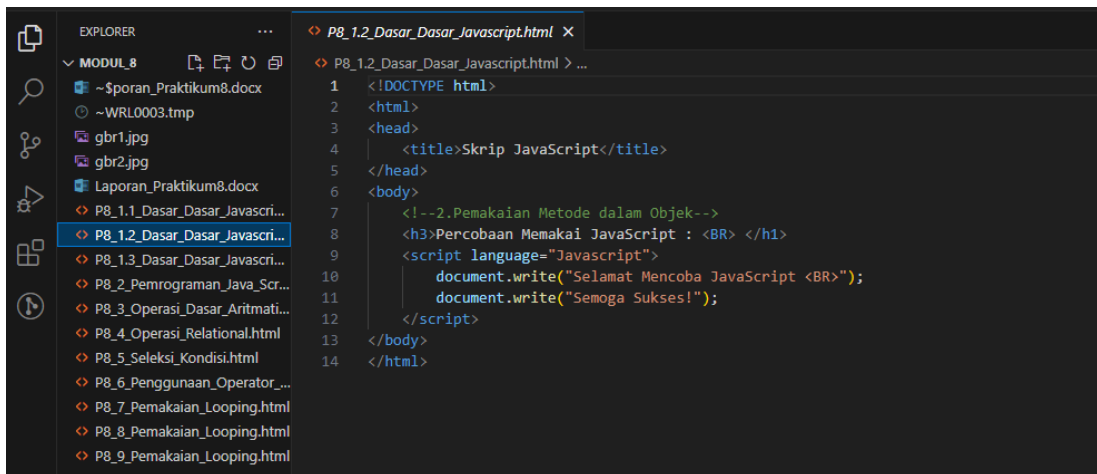 EXPLORER
MODUL_8
~$poran_Praktikum8.docx
~WRL0003.tmp
gbr1.jpg
gbr2.jpg
Laporan_Praktikum8.docx
P8_1.1_Dasar_Dasar_Javascri...
P8_1.2_Dasar_Dasar_Javascri...
P8_1.3_Dasar_Dasar_Javascri...
P8_2_Pemrograman_Java_Scr...
P8_3_Operasi_Dasar_Aritmati...
P8_4_Operasi_Relational.html
P8_5_Seleksi_Kondisi.html
P8_6_Penggunaan_Operator_...
P8_7_Pemakaian_Looping.html
P8_8_Pemakaian_Looping.html
P8_9_Pemakaian_Looping.html
P8_1.2_Dasar_Dasar_Javascript.html
P8_1.2_Dasar_Dasar_Javascript.html > ...
1 <!DOCTYPE html>
2 <html>
3 <head>
4 <title>Skrip JavaScript</title>
5 </head>
6 <body>
7 <!--2.Pemakaian Metode dalam Objek-->
8 <h3>Percobaan Memakai JavaScript : <BR> </h1>
9 <script language="Javascript">
10 document.write("Selamat Mencoba JavaScript <BR>");
11 document.write("Semoga Sukses!");
12 </script>
13 </body>
14 </html>